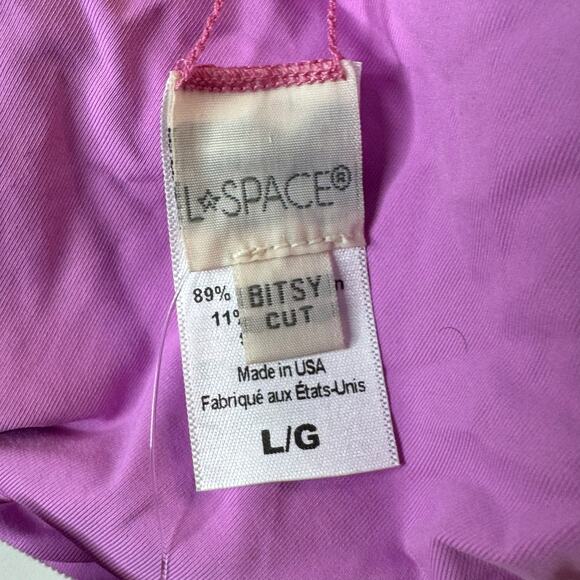 L★SPACE®
BITSY
CUT
89%
11%
Made in USA
Fabriqué aux États-Unis
L/G